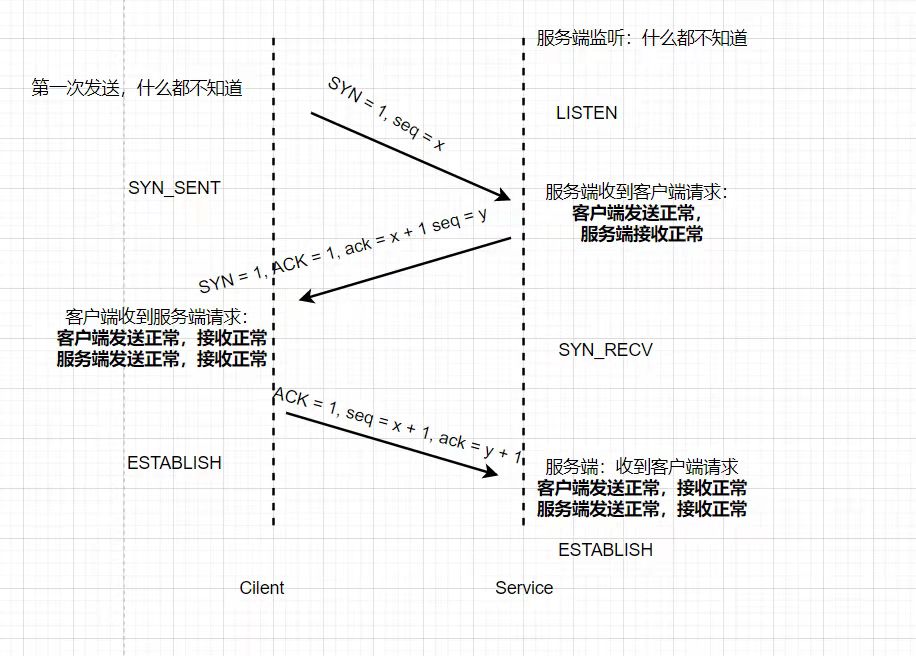 服务端监听：什么都不知道
第一次发送，什么都不知道
SYN = 1, seq = x
LISTEN
SYN_SENT
服务端收到客户端请求：
客户端发送正常，
服务端接收正常
SYN = 1, ACK = 1, ack = x + 1 seq = y
客户端收到服务端请求：
客户端发送正常，接收正常
服务端发送正常，接收正常
SYN_RECV
ACK = 1, seq = x + 1, ack = y + 1
ESTABLISH
服务端：收到客户端请求
客户端发送正常，接收正常
服务端发送正常，接收正常
ESTABLISH
Cilent
Service